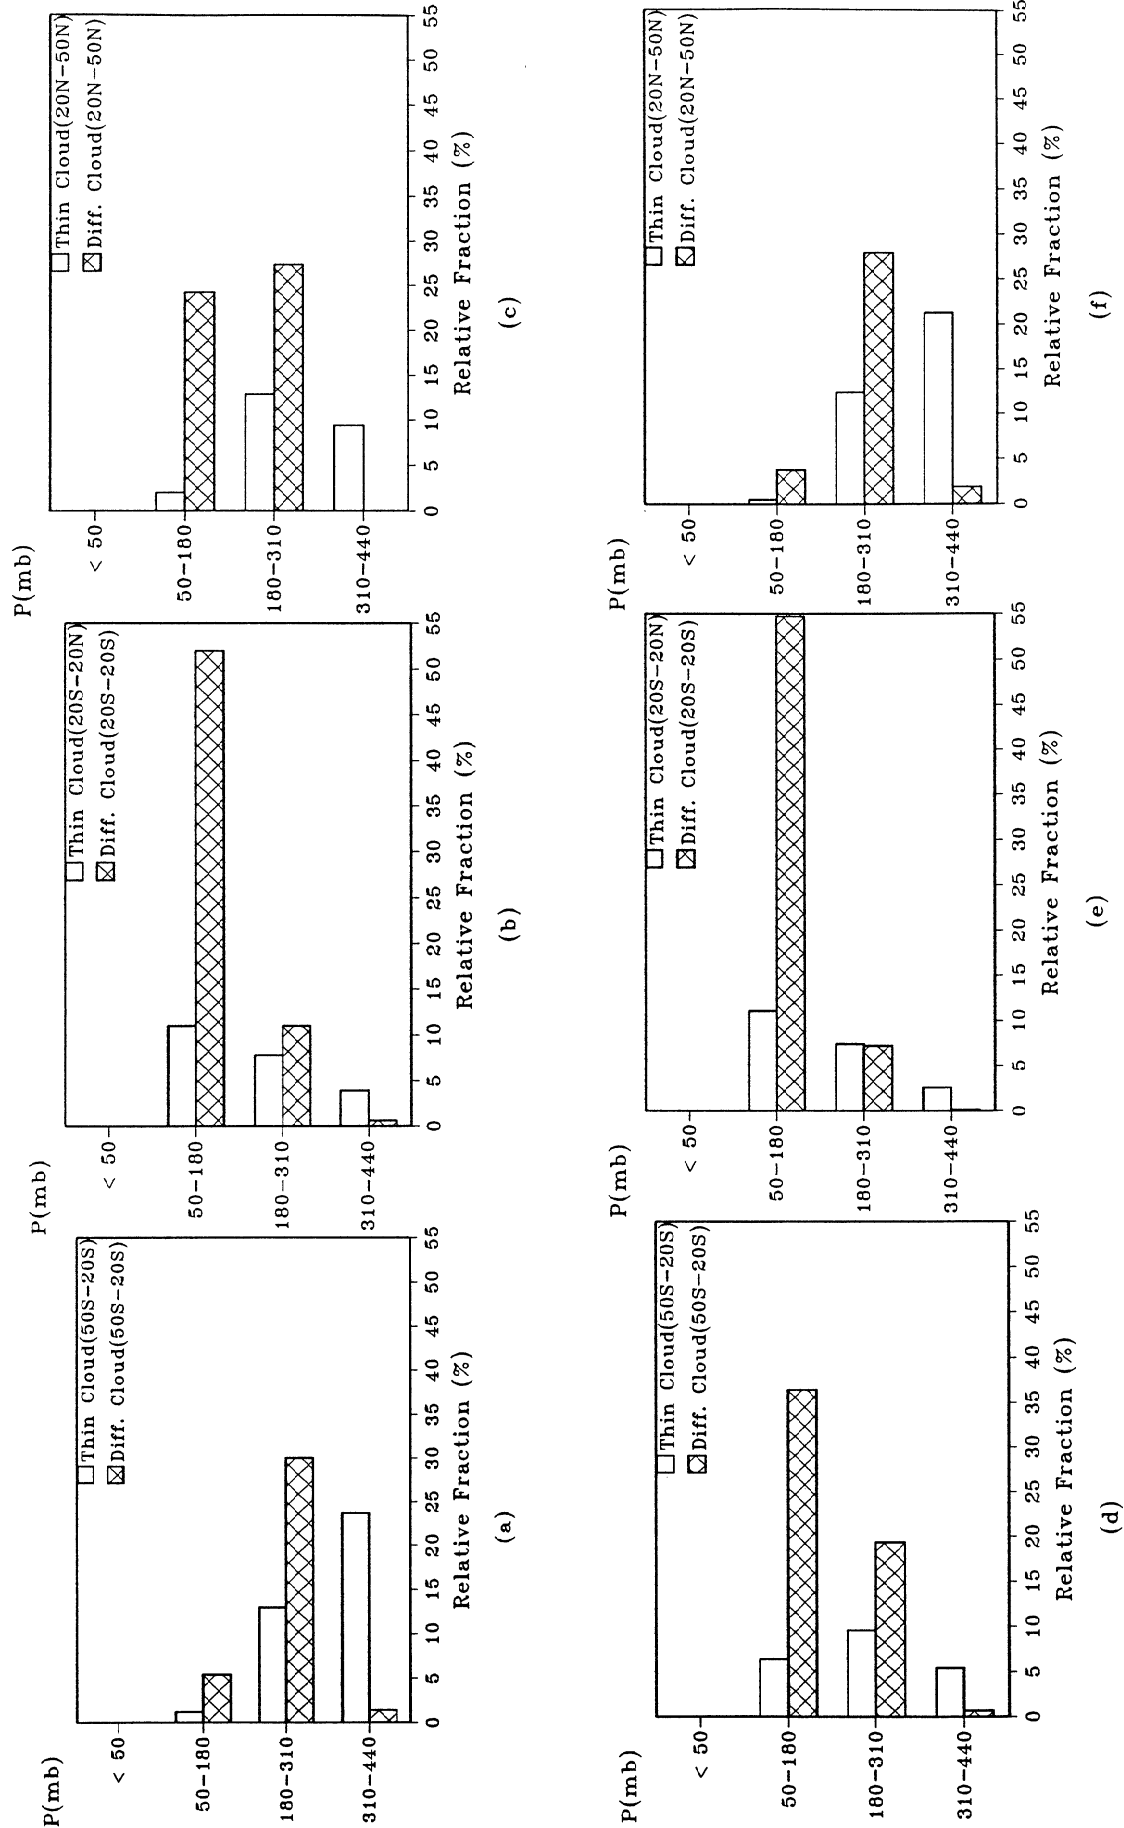 P(mb)
< 50
50-180
180-310
310-440
Thin Cloud(50S-20S)
Diff. Cloud(50S-20S)
0 5 10 15 20 25 30 35 40 45 50 55
Relative Fraction (%)
(a)
P(mb)
< 50
50-180
180-310
310-440
Thin Cloud(20S-20N)
Diff. Cloud(20S-20S)
0 5 10 15 20 25 30 35 40 45 50 55
Relative Fraction (%)
(b)
P(mb)
< 50
50-180
180-310
310-440
Thin Cloud(20N-50N)
Diff. Cloud(20N-50N)
0 5 10 15 20 25 30 35 40 45 50 55
Relative Fraction (%)
(c)
P(mb)
< 50
50-180
180-310
310-440
Thin Cloud(50S-20S)
Diff. Cloud(50S-20S)
0 5 10 15 20 25 30 35 40 45 50 55
Relative Fraction (%)
(d)
P(mb)
< 50
50-180
180-310
310-440
Thin Cloud(20S-20N)
Diff. Cloud(20S-20S)
0 5 10 15 20 25 30 35 40 45 50 55
Relative Fraction (%)
(e)
P(mb)
< 50
50-180
180-310
310-440
Thin Cloud(20N-50N)
Diff. Cloud(20N-50N)
0 5 10 15 20 25 30 35 40 45 50 55
Relative Fraction (%)
(f)